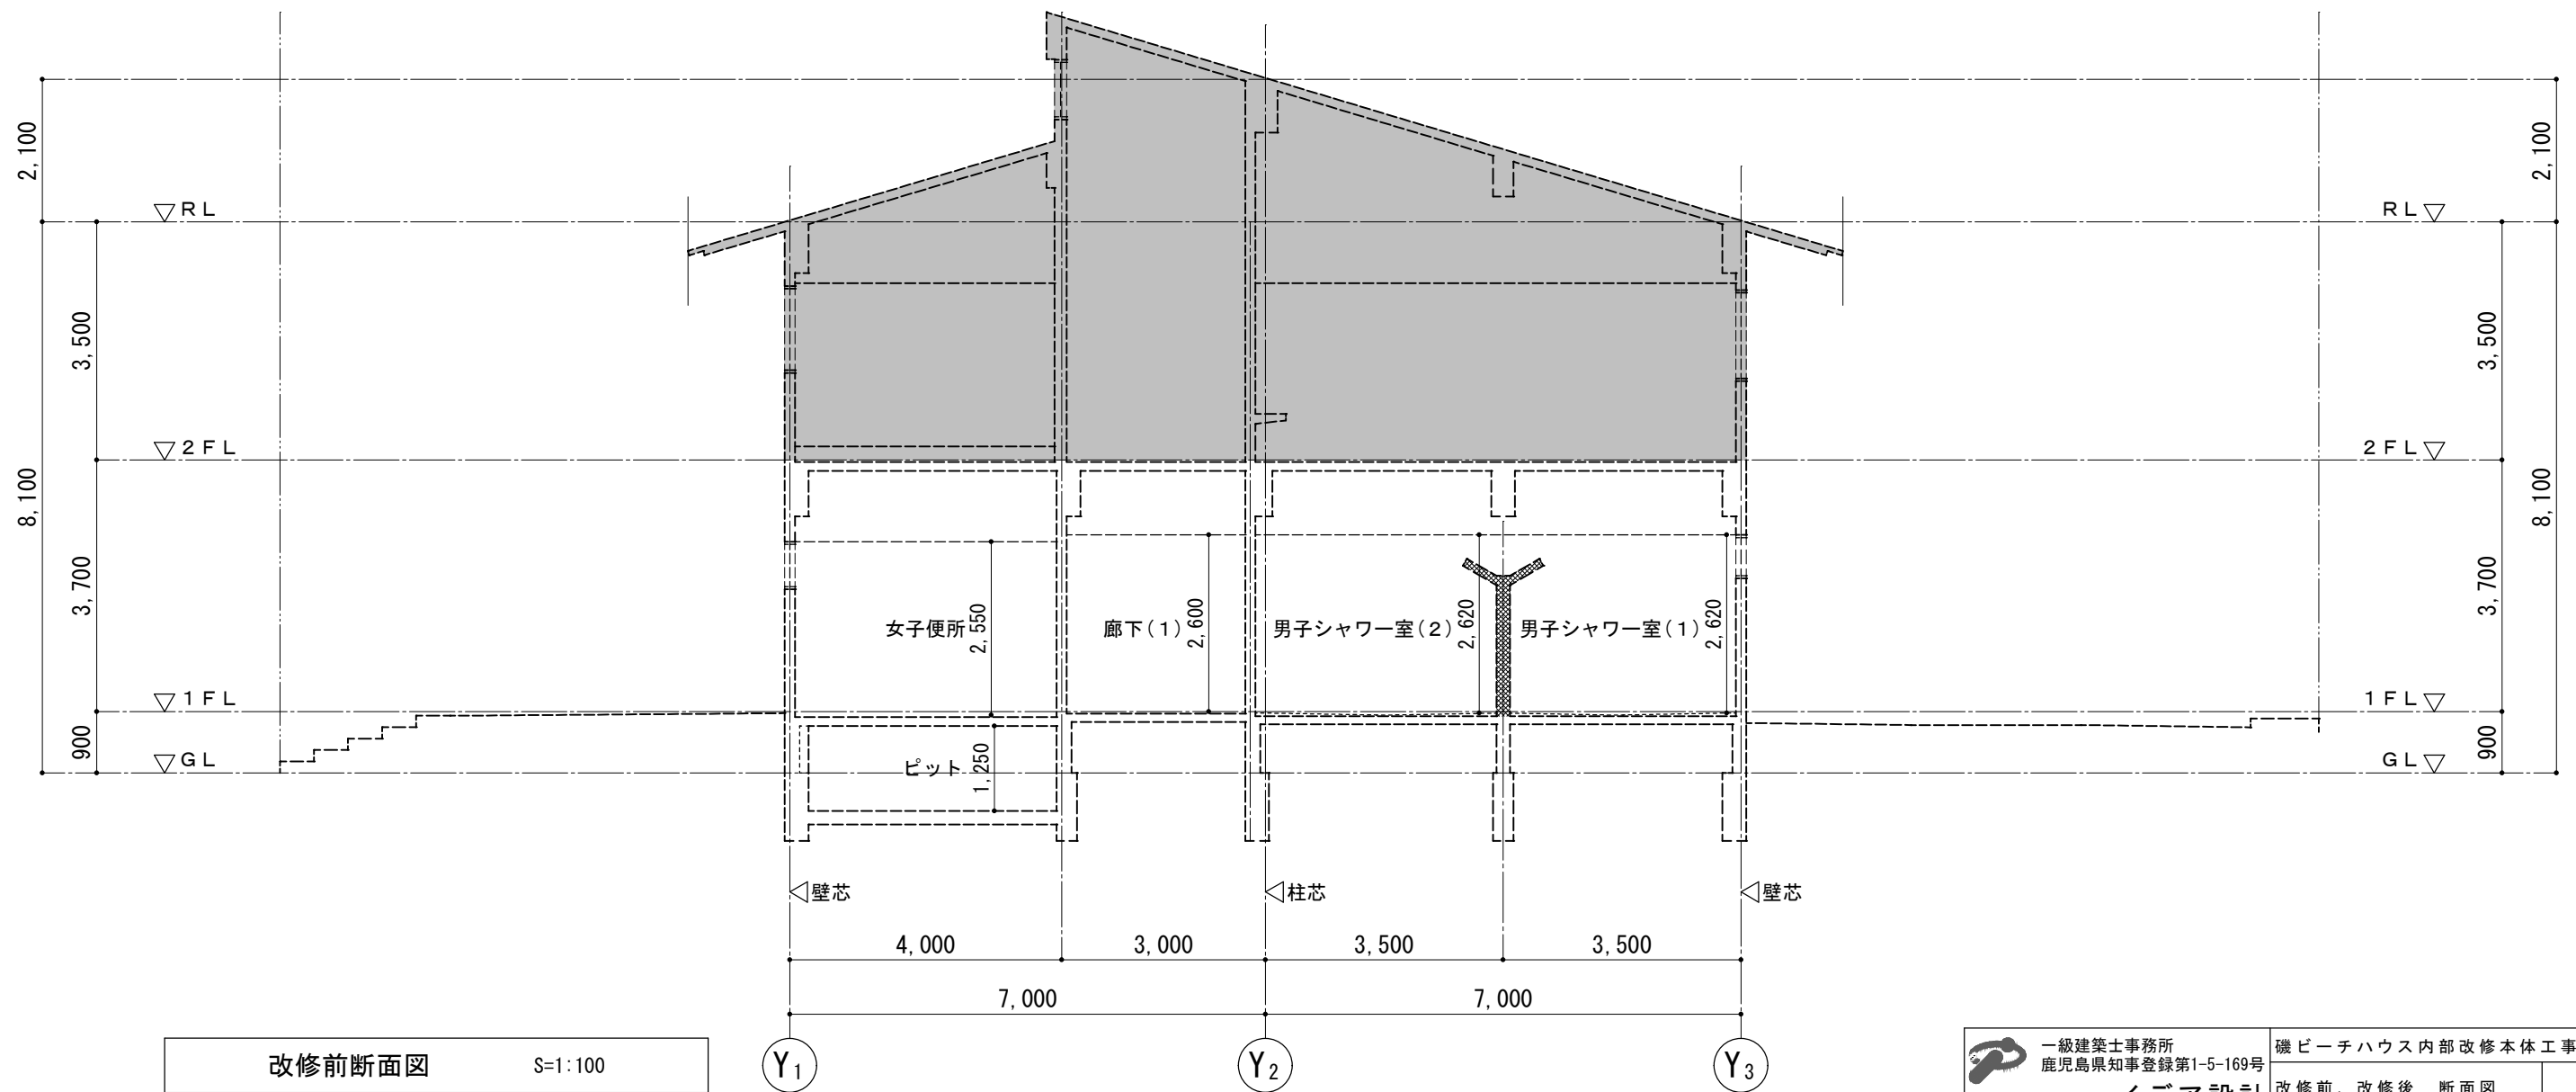 2,100
2,100
▽RL
RL▽
3,500
3,500
▽2FL
2FL▽
8,100
8,100
3,700
3,700
女子便所
2,550
廊下(1)
2,600
男子シャワー室(2)
2,620
男子シャワー室(1)
2,620
▽1FL
1FL▽
900
900
▽GL
GL▽
ピット
1,250
◁壁芯
◁柱芯
◁壁芯
4,000
3,000
3,500
3,500
7,000
7,000
改修前断面図 S=1:100
Y1
Y2
Y3
一級建築士事務所
鹿児島県知事登録第1-5-169号
磯ビーチハウス内部改修本体工事
改修前、改修後 断面図